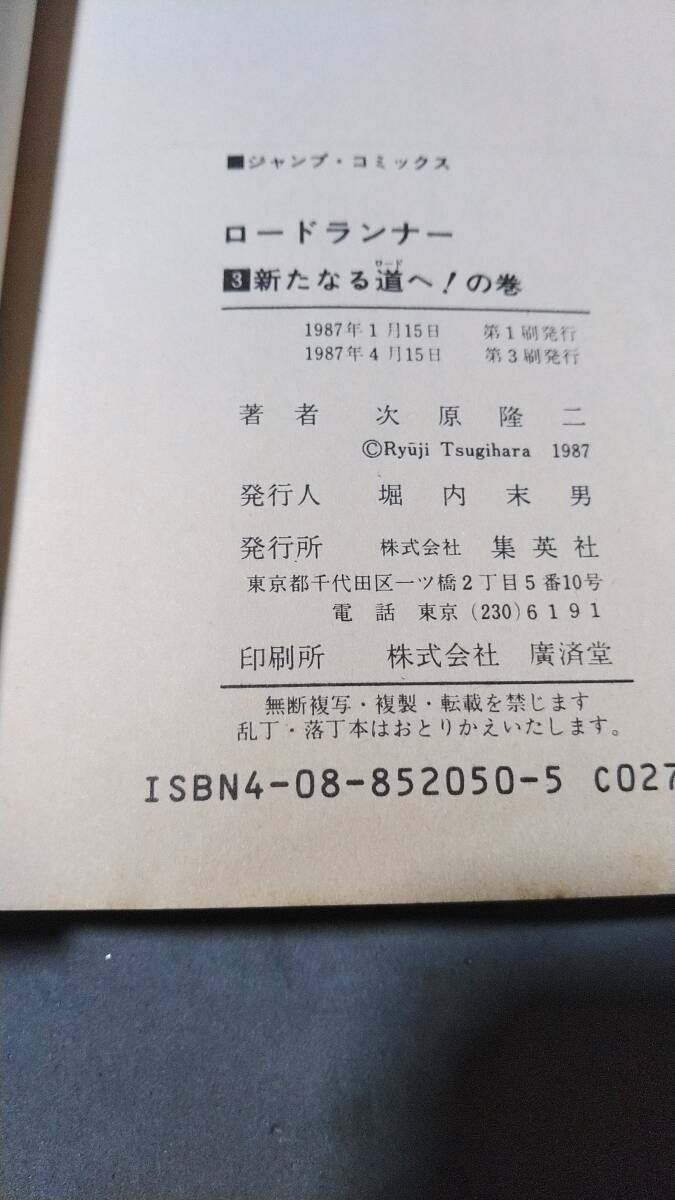 ■ジャンプ・コミックス
ロードランナー
ロード
3新たなる道へ!の巻
1987年1月15日 第1刷発行
1987年4月15日 第3刷発行
著者 次原隆二
©Ryūji Tsugihara 1987
発行人 堀内末男
発行所 株式会社 集英社
東京都千代田区一ツ橋2丁目5番10号
電話 東京 (230) 6191
印刷所 株式会社 廣済堂
無断複写・複製・転載を禁じます
乱丁・落丁本はおとりかえいたします。
ISBN4-08-852050-5 C027